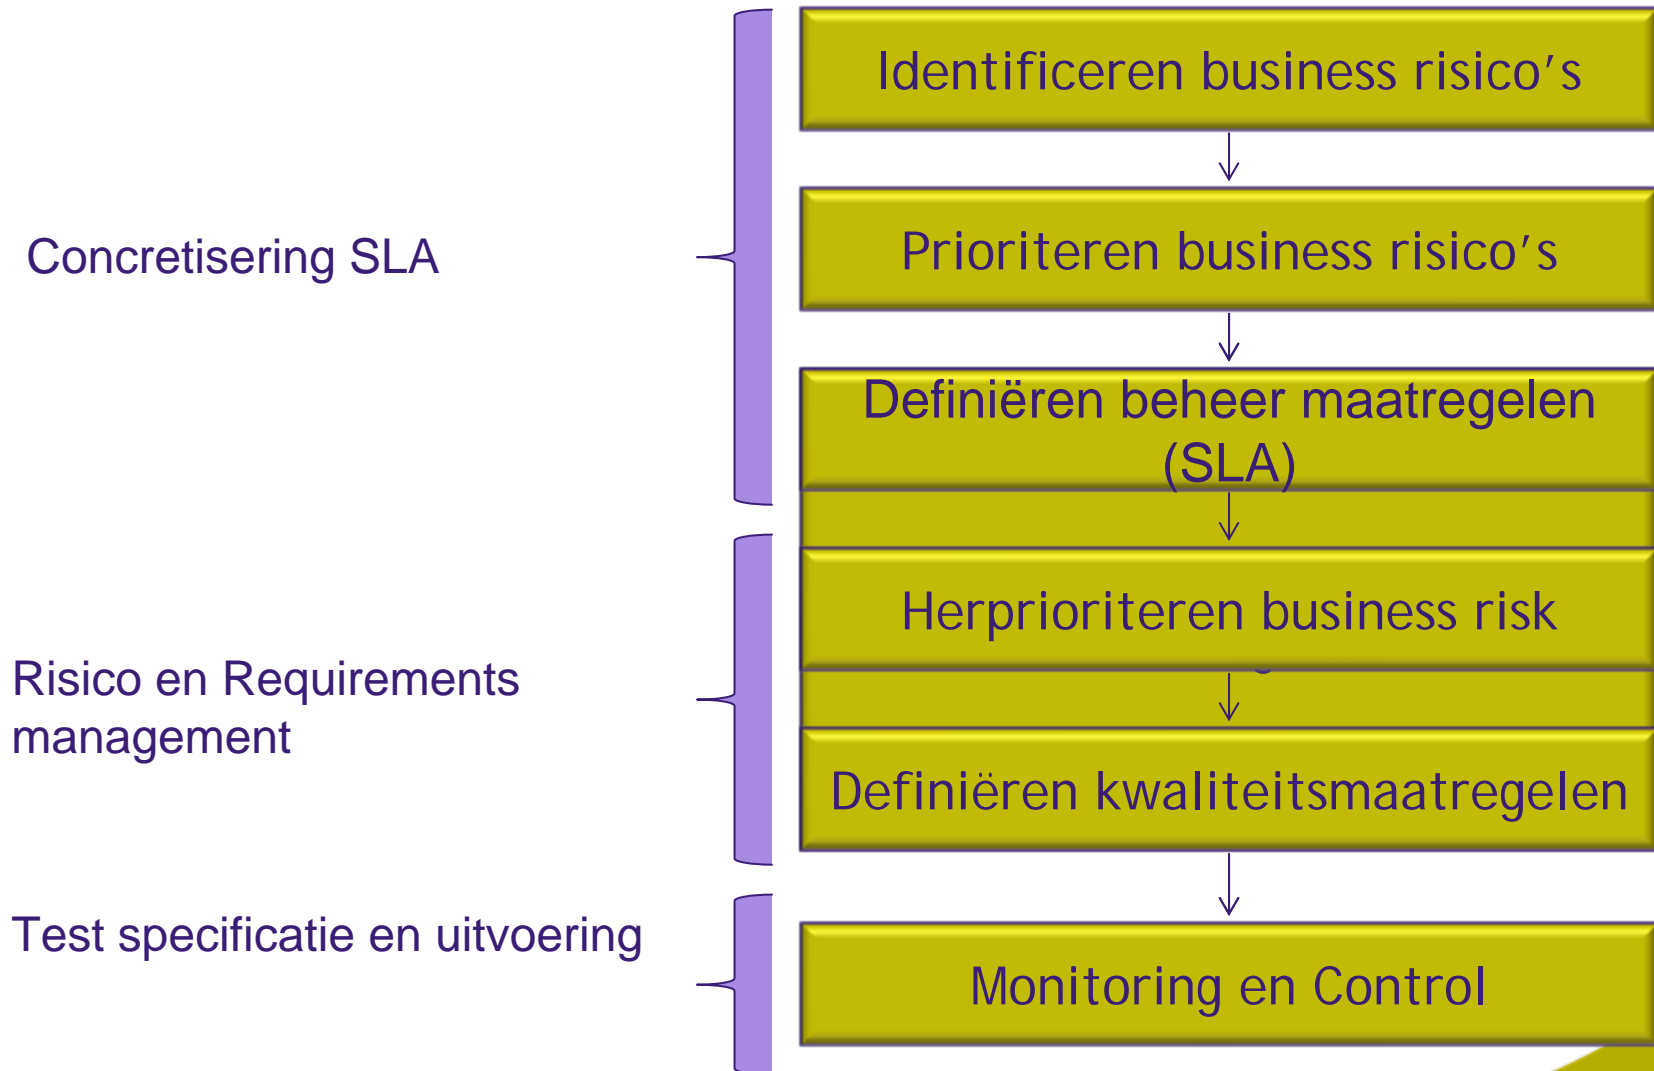 Identificeren business risico's
Concretisering SLA
Prioriteren business risico's
Definiëren beheer maatregelen
(SLA)
Herprioriteren business risk
Risico en Requirements
management
Definiëren kwaliteitsmaatregelen
Test specificatie en uitvoering
Monitoring en Control